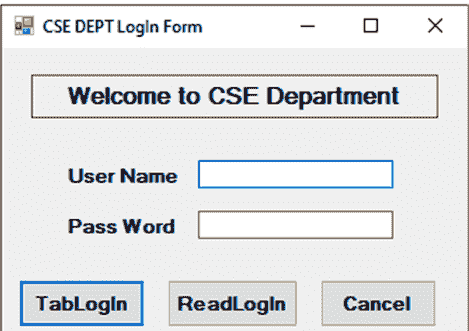 CSE DEPT LogIn Form
Welcome to CSE Department
User Name
Pass Word
TabLogIn ReadLogIn Cancel